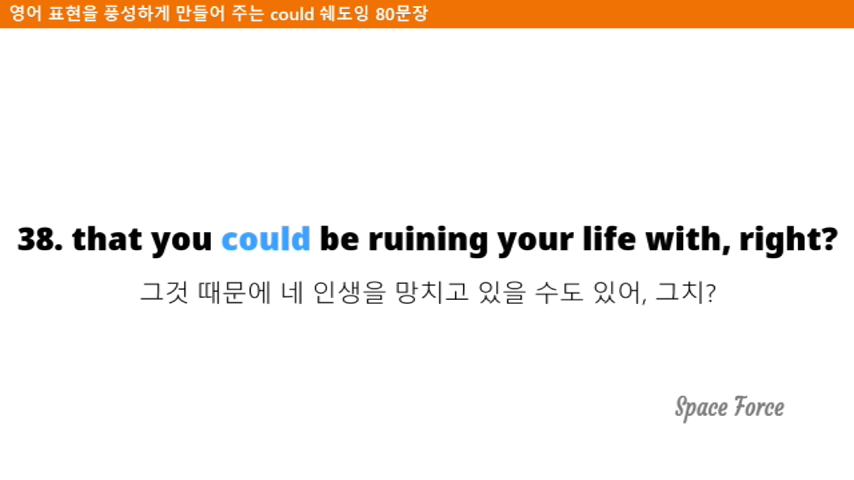 영어 표현을 풍성하게 만들어 주는 could 쉐도잉 80문장
38. that you could be ruining your life with, right?
그것 때문에 네 인생을 망치고 있을 수도 있어, 그치?
Space Force